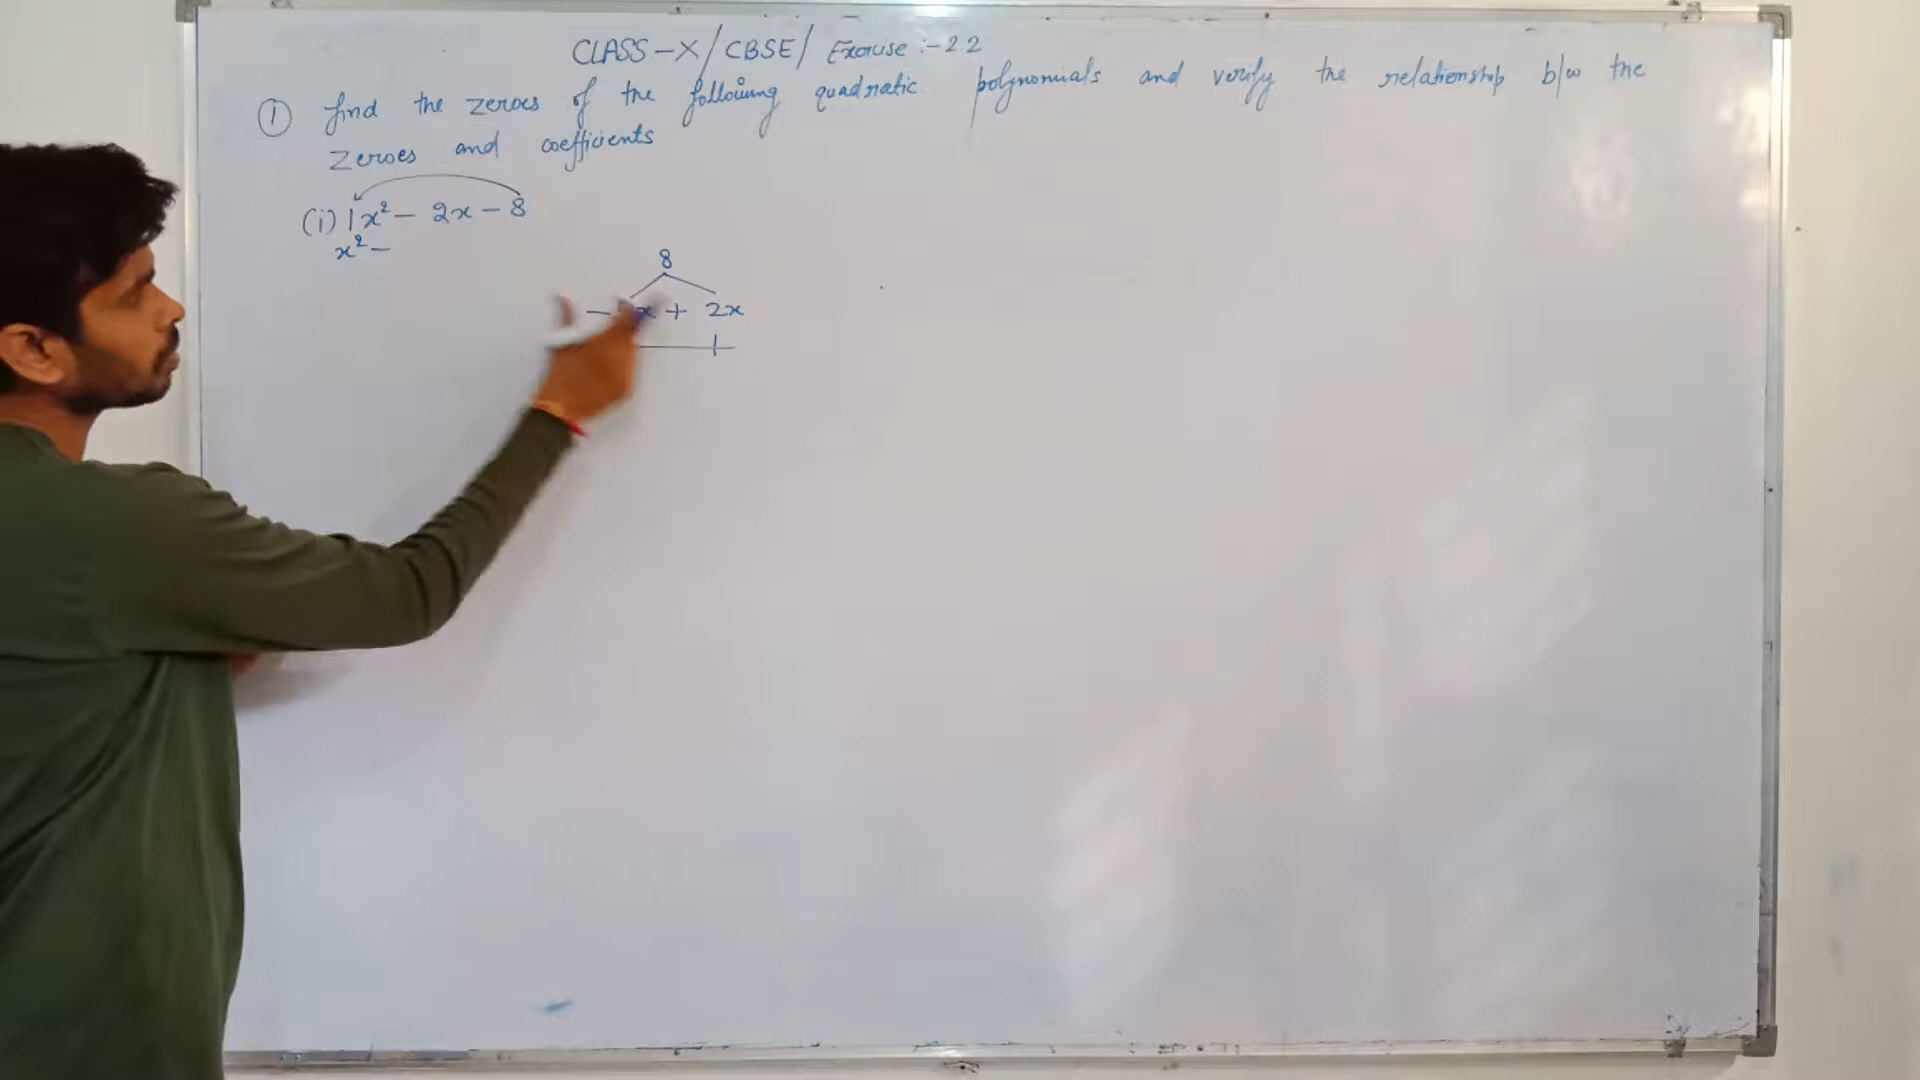 CLASS-X/CBSE/ Exercise :- 2.2
① find the zeroes of the following quadratic polynomials and verify the relationship b/w the
zeroes and coefficients
(i) 1x² - 2x - 8
x² -
8
- x + 2x